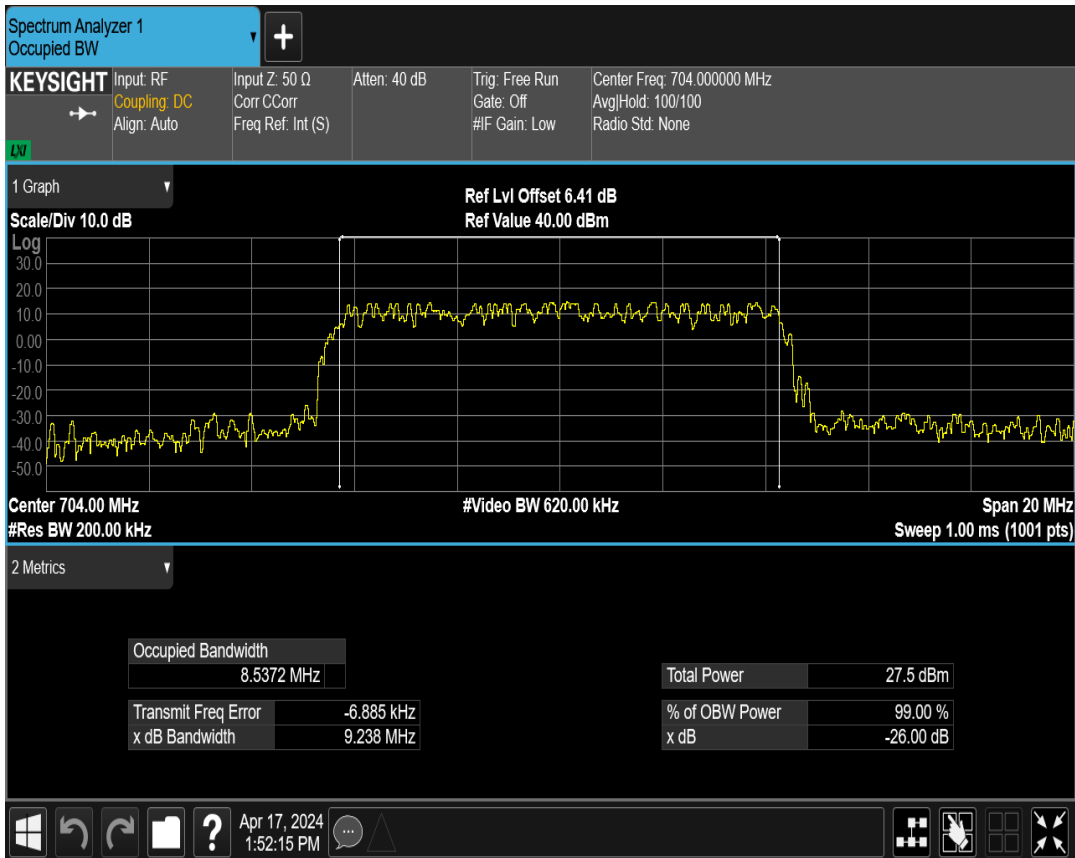 Spectrum Analyzer 1
Occupied BW
KEYSIGHT
LXI
Input: RF
Coupling: DC
Align: Auto
Input Z: 50 Ω
Corr CCorr
Freq Ref: Int (S)
Atten: 40 dB
Trig: Free Run
Gate: Off
#IF Gain: Low
Center Freq: 704.000000 MHz
Avg|Hold: 100/100
Radio Std: None
1 Graph
Scale/Div 10.0 dB
Ref Lvl Offset 6.41 dB
Ref Value 40.00 dBm
Log
30.0
20.0
10.0
0.00
-10.0
-20.0
-30.0
-40.0
-50.0
Center 704.00 MHz
#Video BW 620.00 kHz
Span 20 MHz
#Res BW 200.00 kHz
Sweep 1.00 ms (1001 pts)
2 Metrics
Occupied Bandwidth
8.5372 MHz
Total Power 27.5 dBm
Transmit Freq Error -6.885 kHz
% of OBW Power 99.00 %
x dB Bandwidth 9.238 MHz
x dB -26.00 dB
Apr 17, 2024
1:52:15 PM